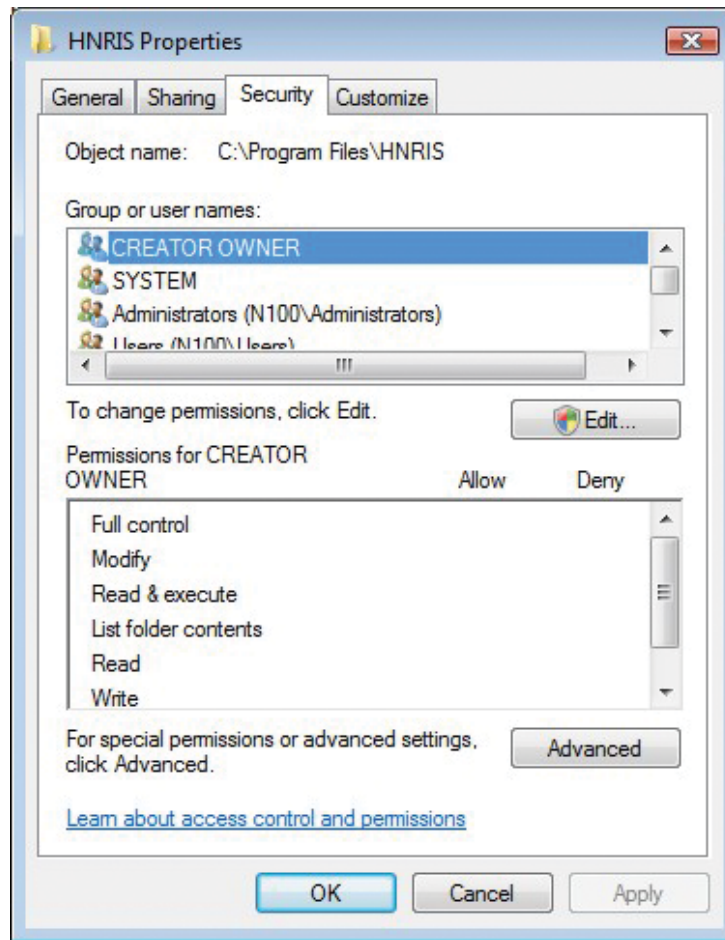 HNRIS Properties
General Sharing Security Customize
Object name: C:\Program Files\HNRIS
Group or user names:
CREATOR OWNER
SYSTEM
Administrators (N100\Administrators)
Users (N100\Users)
To change permissions, click Edit.
Edit...
Permissions for CREATOR
OWNER Allow Deny
Full control
Modify
Read & execute
List folder contents
Read
Write
For special permissions or advanced settings,
click Advanced.
Advanced
Learn about access control and permissions
OK Cancel Apply